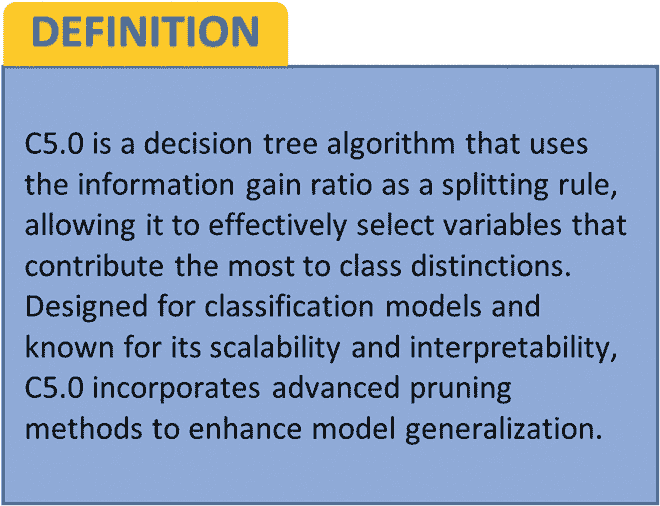 DEFINITION
C5.0 is a decision tree algorithm that uses
the information gain ratio as a splitting rule,
allowing it to effectively select variables that
contribute the most to class distinctions.
Designed for classification models and
known for its scalability and interpretability,
C5.0 incorporates advanced pruning
methods to enhance model generalization.